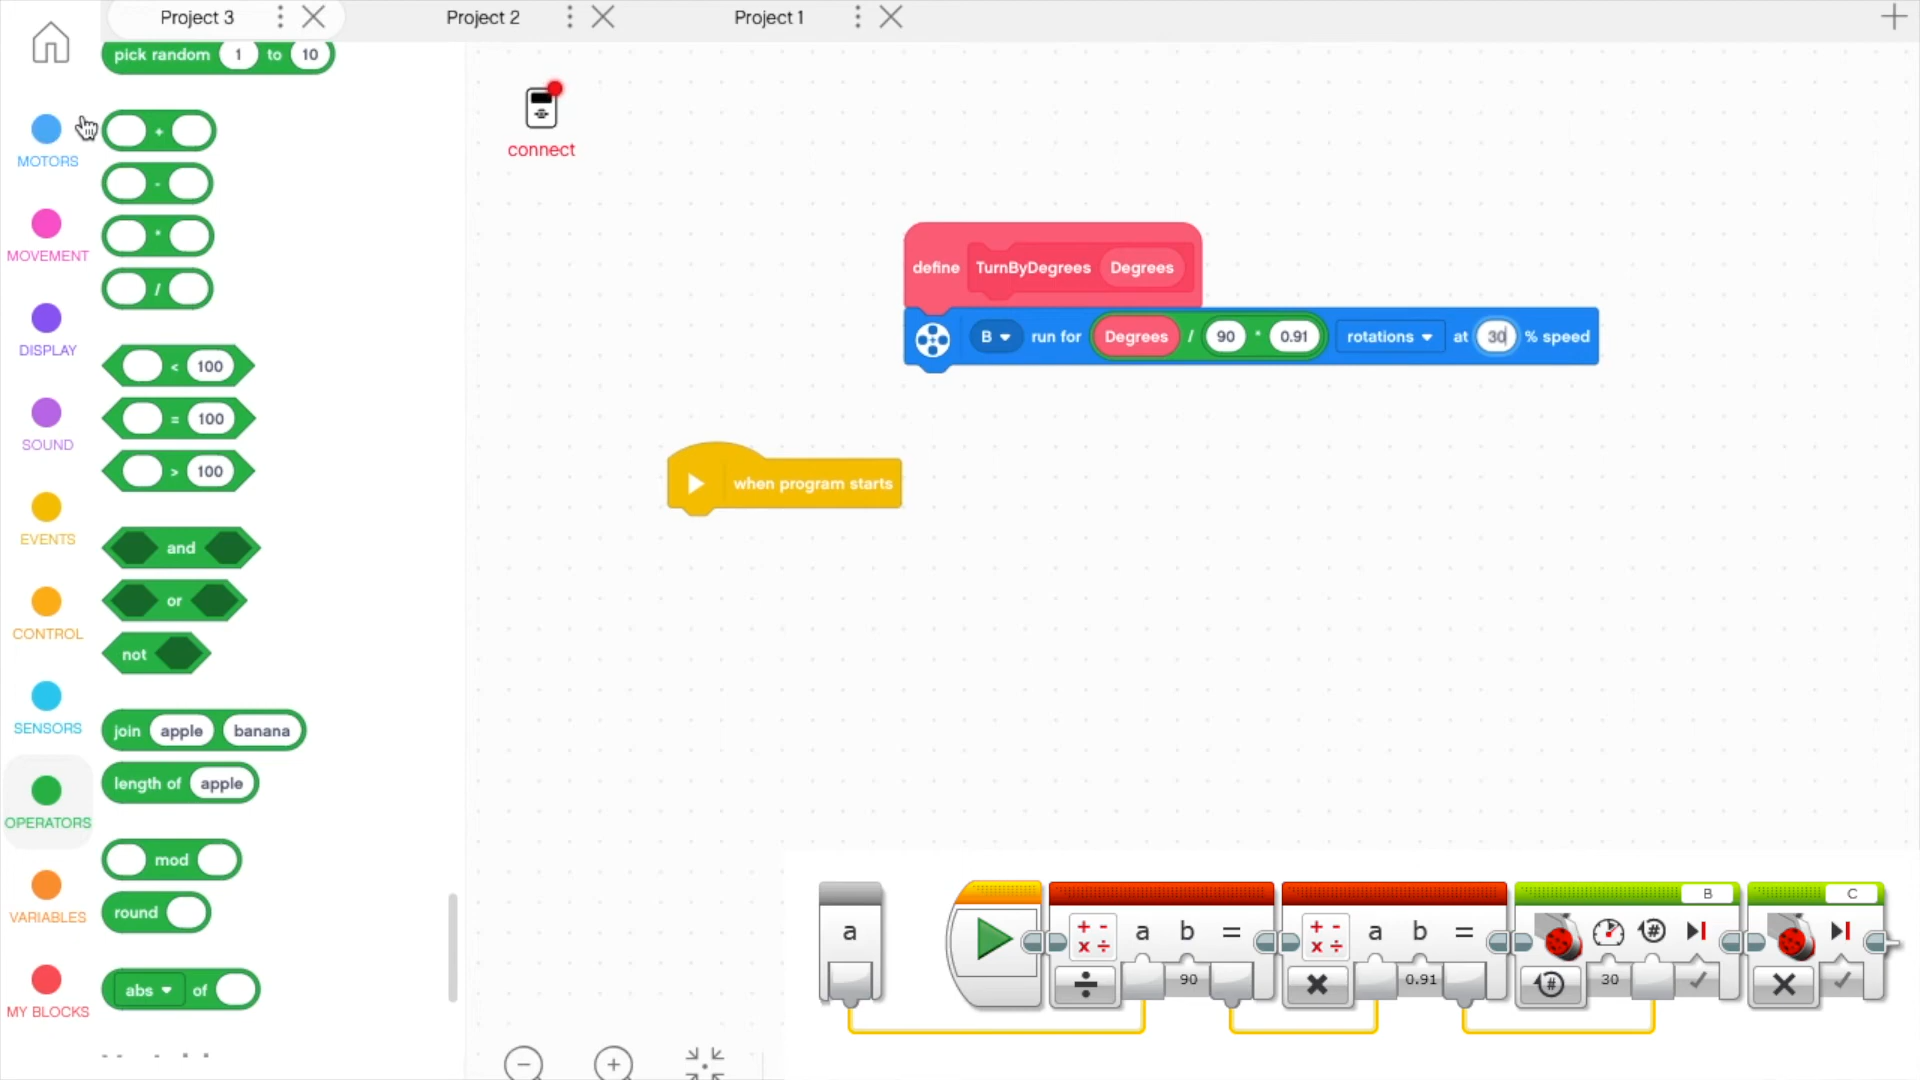 Project 3
Project 2
Project 1
pick random 1 to 10
MOTORS
+
-
*
/
MOVEMENT
DISPLAY
< 100
= 100
> 100
SOUND
EVENTS
and
or
not
CONTROL
SENSORS
join apple banana
length of apple
OPERATORS
mod
round
VARIABLES
abs of
MY BLOCKS
connect
define TurnByDegrees Degrees
B run for Degrees / 90 * 0.91 rotations at 30 % speed
when program starts
B C
a a b = a b = #
90 0.91 # 30